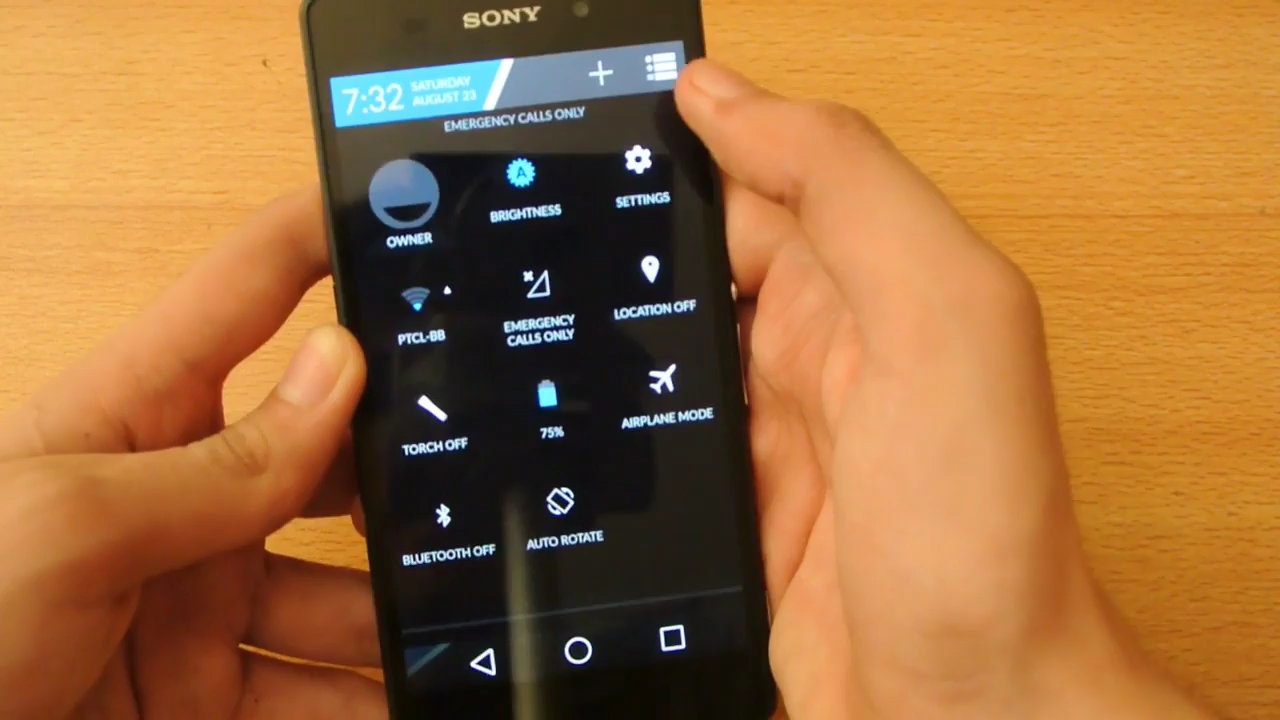 SONY
7:32
SATURDAY
AUGUST 23
EMERGENCY CALLS ONLY
OWNER
A
BRIGHTNESS
SETTINGS
PTCL-BB
EMERGENCY
CALLS ONLY
LOCATION OFF
TORCH OFF
75%
AIRPLANE MODE
BLUETOOTH OFF
AUTO ROTATE